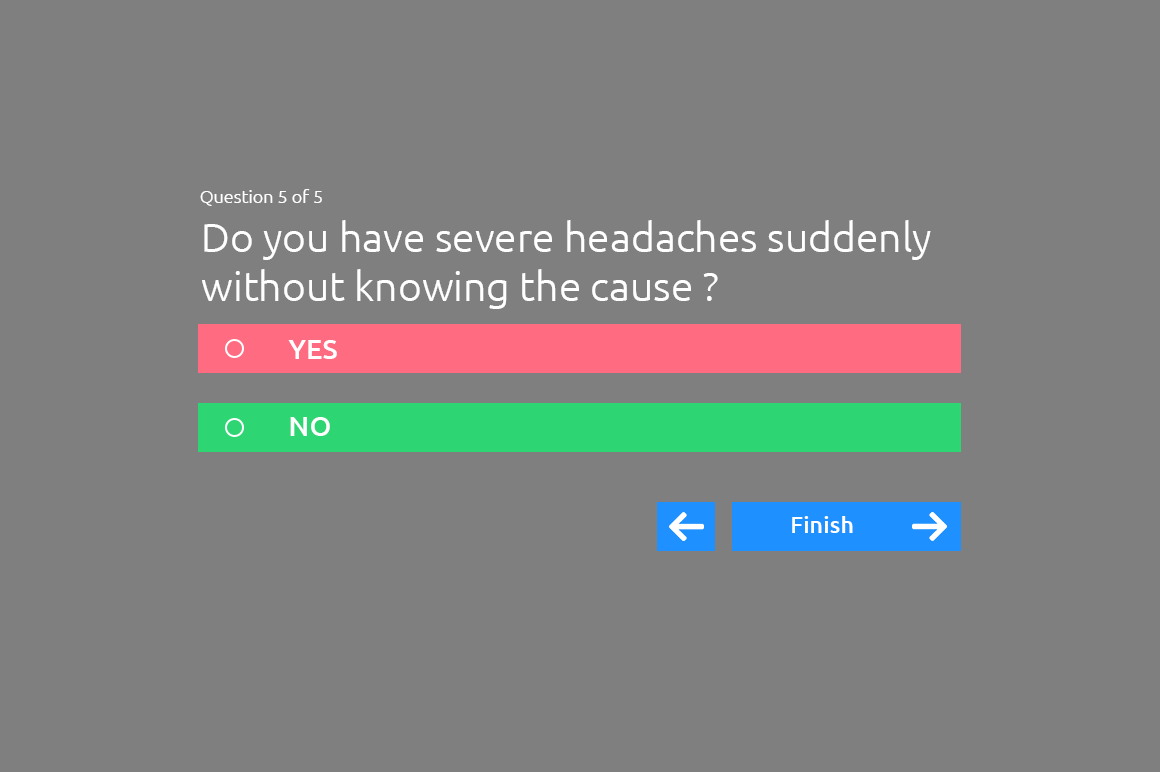 Question 5 of 5
Do you have severe headaches suddenly
without knowing the cause ?
YES
NO
Finish